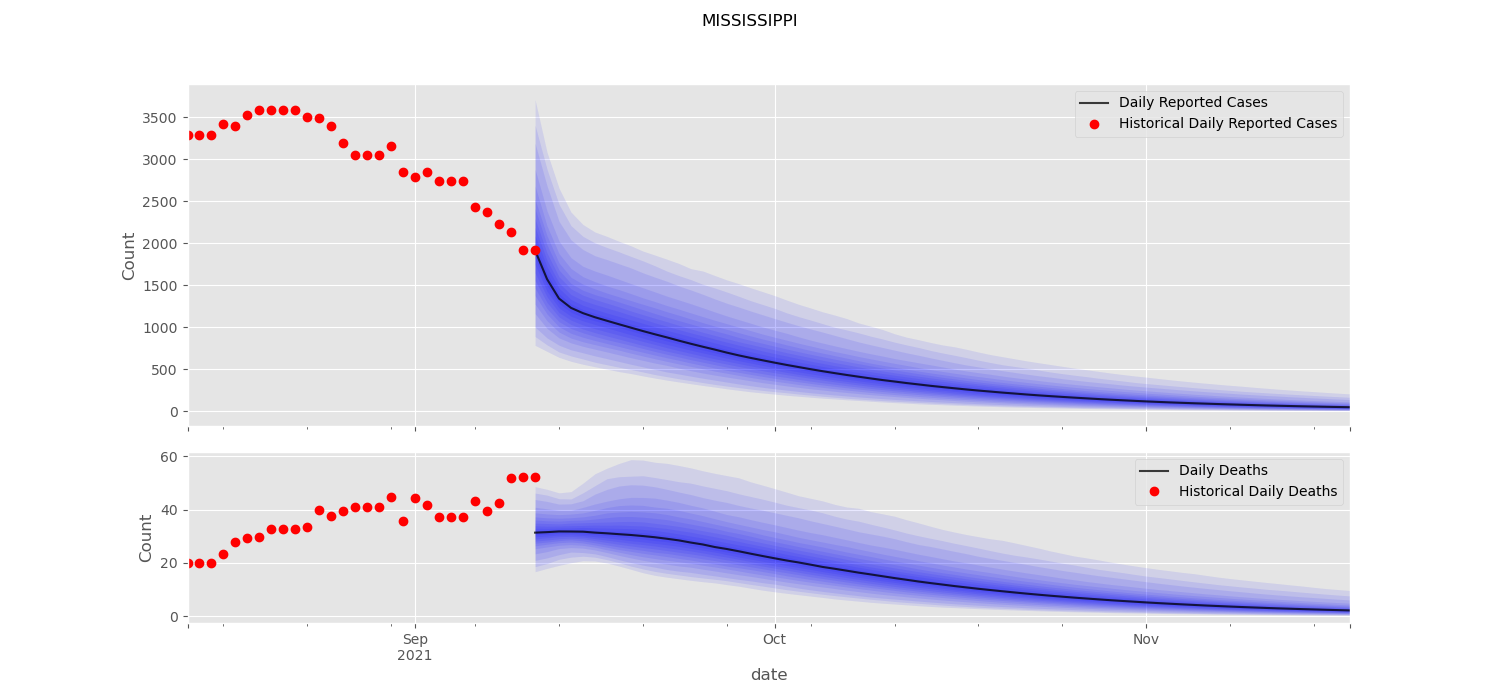 MISSISSIPPI
Daily Reported Cases
Historical Daily Reported Cases
3500
3000
2500
2000
1500
1000
500
0
Count
Daily Deaths
Historical Daily Deaths
60
40
20
0
Count
Sep
2021
Oct
Nov
date